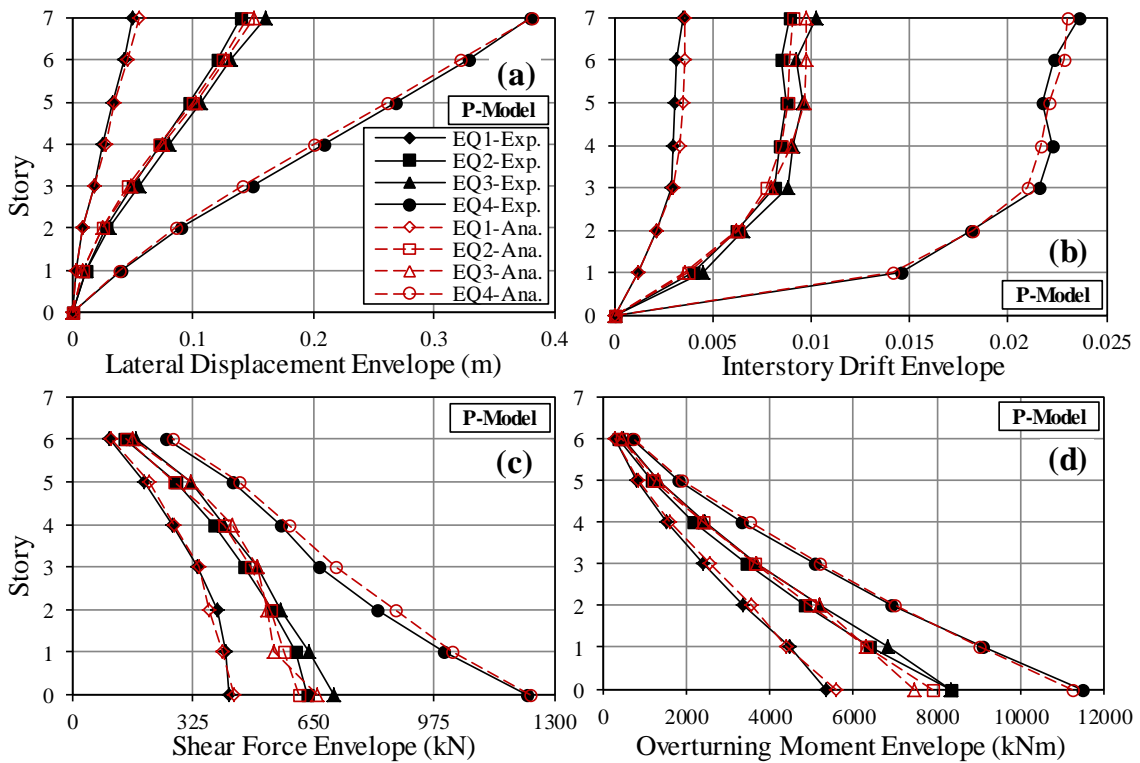 7
6
5
4
3
2
1
0
Story
(a)
P-Model
EQ1-Exp.
EQ2-Exp.
EQ3-Exp.
EQ4-Exp.
EQ1-Ana.
EQ2-Ana.
EQ3-Ana.
EQ4-Ana.
0 0.1 0.2 0.3 0.4
Lateral Displacement Envelope (m)
7
6
5
4
3
2
1
0
(b)
P-Model
0 0.005 0.01 0.015 0.02 0.025
Interstory Drift Envelope
7
6
5
4
3
2
1
0
Story
P-Model
(c)
0 325 650 975 1300
Shear Force Envelope (kN)
7
6
5
4
3
2
1
0
P-Model
(d)
0 2000 4000 6000 8000 10000 12000
Overturning Moment Envelope (kNm)